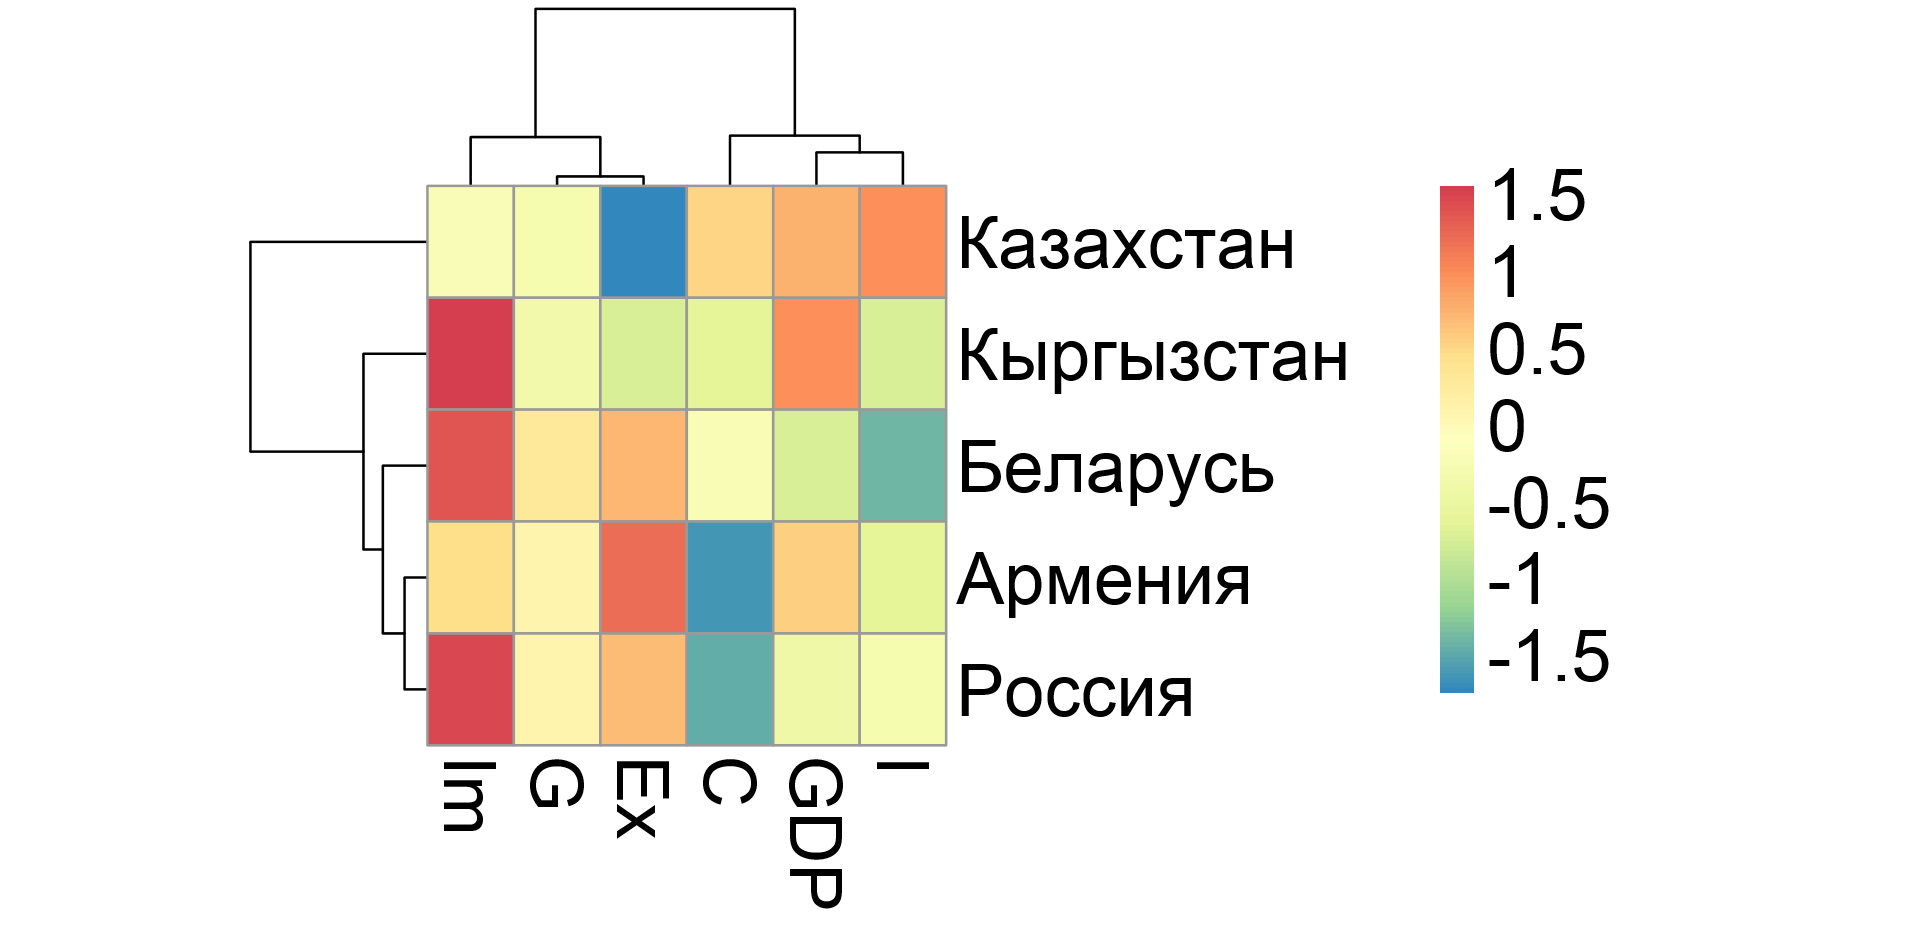 Казахстан
Кыргызстан
Беларусь
Армения
Россия
Im
G
Ex
C
GDP
I
1.5
1
0.5
0
-0.5
-1
-1.5